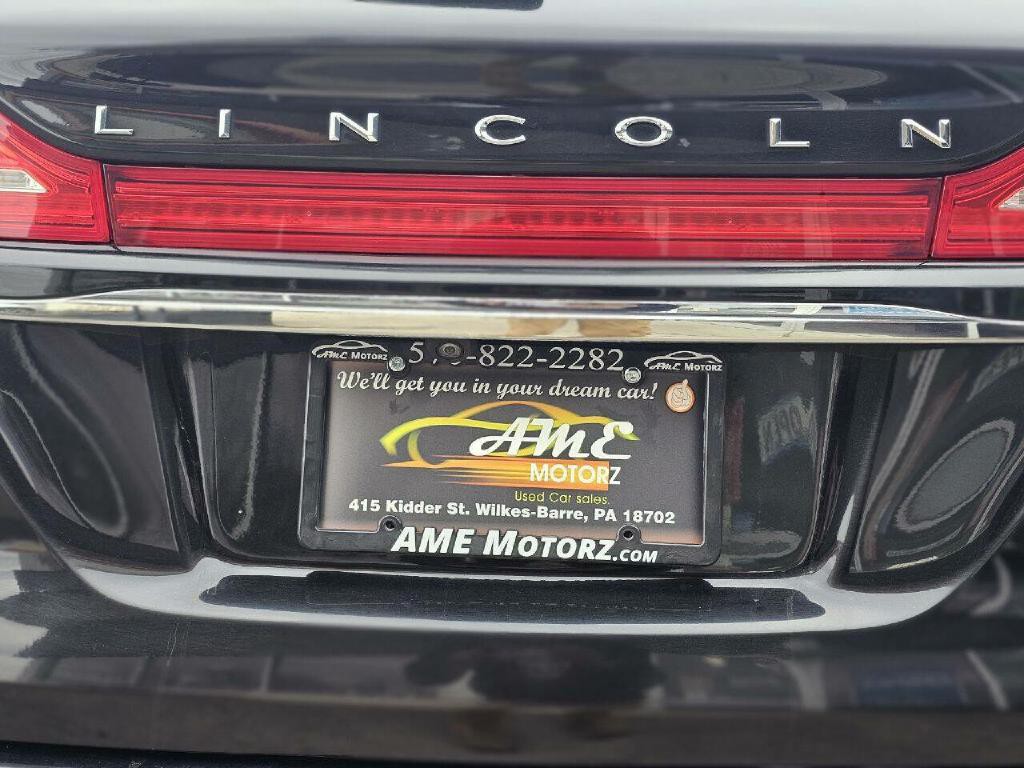 LINCOLN
AME MOTORZ 57 -822-2282 AME MOTORZ
We'll get you in your dream car!
AME
MOTORZ
Used Car sales.
415 Kidder St. Wilkes-Barre, PA 18702
AME MOTORZ.COM